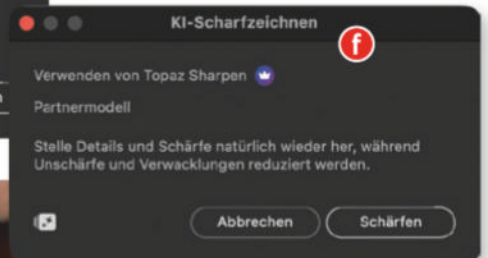 KI-Scharfzeichnen
f
Verwenden von Topaz Sharpen
Partnermodell
Stelle Details und Schärfe natürlich wieder her, während
Unschärfe und Verwacklungen reduziert werden.
Abbrechen
Schärfen